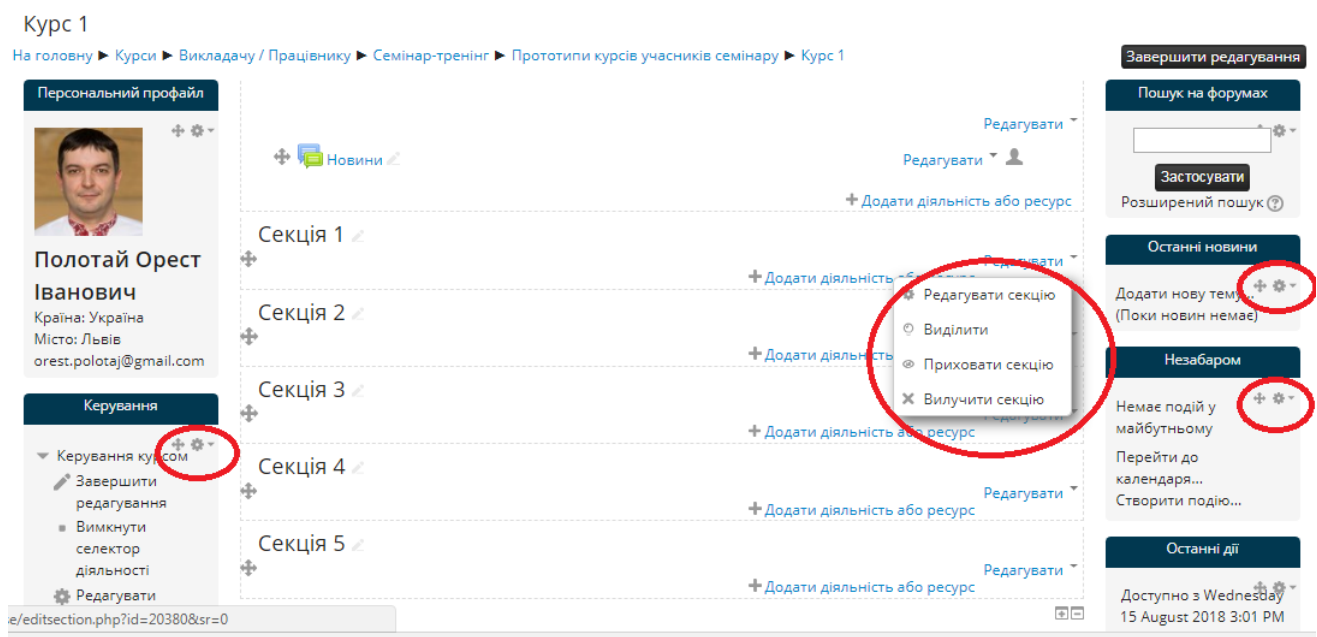 Курс 1
На головну ► Курси ► Викладачу / Працівнику ► Семінар-тренінг ► Прототипи курсів учасників семінару ► Курс 1
Завершити редагування
Персональний профайл
Полотай Орест
Іванович
Країна: Україна
Місто: Львів
orest.polotaj@gmail.com
Керування
Керування курсом
Завершити
редагування
Вимкнути
селектор
діяльності
Редагувати
se/editsection.php?id=20380&sr=0
Редагувати
Новини
Редагувати
Додати діяльність або ресурс
Секція 1
Редагувати
Додати діяльність або ресурс
Секція 2
Додати діяльність
Секція 3
Редагувати
Додати діяльність або ресурс
Секція 4
Редагувати
Додати діяльність або ресурс
Секція 5
Редагувати
Додати діяльність або ресурс
Редагувати секцію
Виділити
Приховати секцію
Вилучити секцію
Пошук на форумах
Застосувати
Розширений пошук
Останні новини
Додати нову тему...
(Поки новин немає)
Незабаром
Немає подій у
майбутньому
Перейти до
календаря...
Створити подію...
Останні дії
Доступно з Wednesday
15 August 2018 3:01 PM